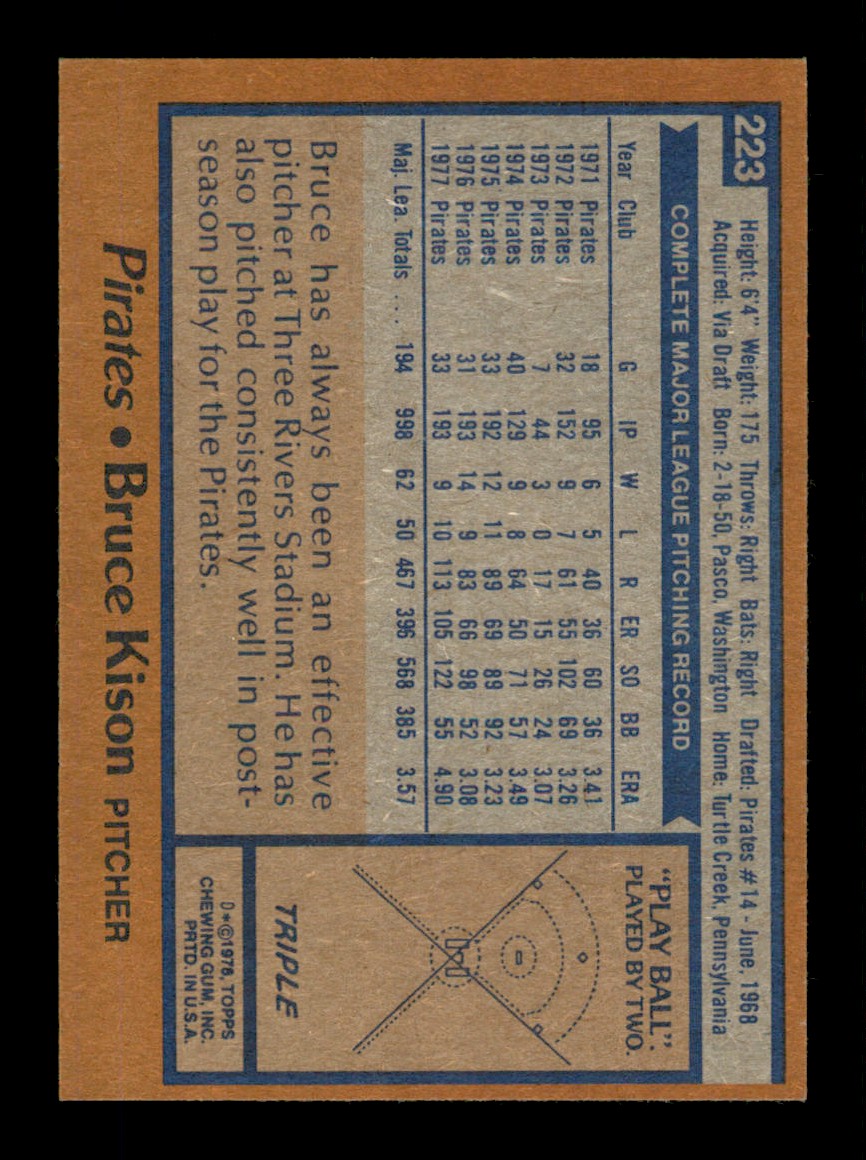 223
Height: 6'4" Weight: 175 Throws: Right Bats: Right Drafted: Pirates #14 - June, 1968
Acquired: Via Draft Born: 2-18-50, Pasco, Washington Home: Turtle Creek, Pennsylvania
COMPLETE MAJOR LEAGUE PITCHING RECORD
Year Club G IP W L R ER SO BB ERA
1971 Pirates 18 95 6 5 40 36 60 36 3.41
1972 Pirates 32 152 9 7 61 55 102 69 3.26
1973 Pirates 7 44 3 0 17 15 26 24 3.07
1974 Pirates 40 129 9 8 64 50 71 57 3.49
1975 Pirates 33 192 12 11 89 69 89 92 3.23
1976 Pirates 31 193 14 9 83 66 98 52 3.08
1977 Pirates 33 193 9 10 113 105 122 55 4.90
Maj. Lea. Totals ... 194 998 62 50 467 396 568 385 3.57
Bruce has always been an effective
pitcher at Three Rivers Stadium. He has
also pitched consistently well in post-
season play for the Pirates.
"PLAY BALL".
PLAYED BY TWO.
TRIPLE
D*©1978, TOPPS
CHEWING GUM, INC.
PRTD. IN U.S.A.
Pirates • Bruce Kison PITCHER